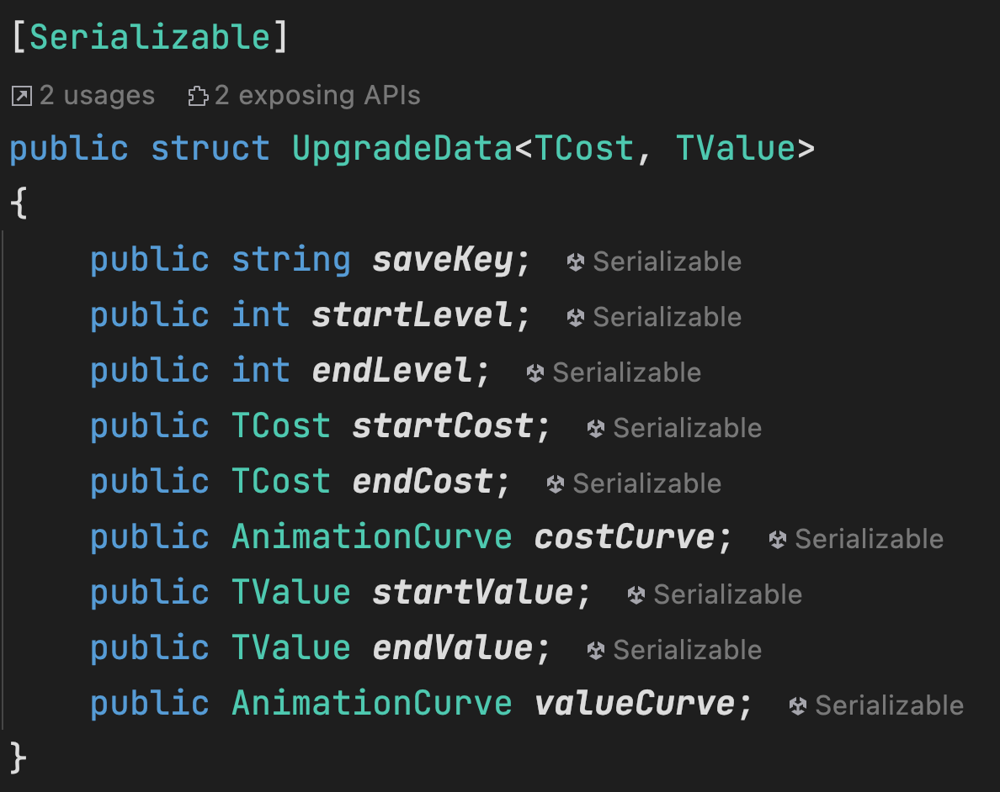 [Serializable]
2 usages 2 exposing APIs
public struct UpgradeData<TCost, TValue>
{
public string saveKey; Serializable
public int startLevel; Serializable
public int endLevel; Serializable
public TCost startCost; Serializable
public TCost endCost; Serializable
public AnimationCurve costCurve; Serializable
public TValue startValue; Serializable
public TValue endValue; Serializable
public AnimationCurve valueCurve; Serializable
}